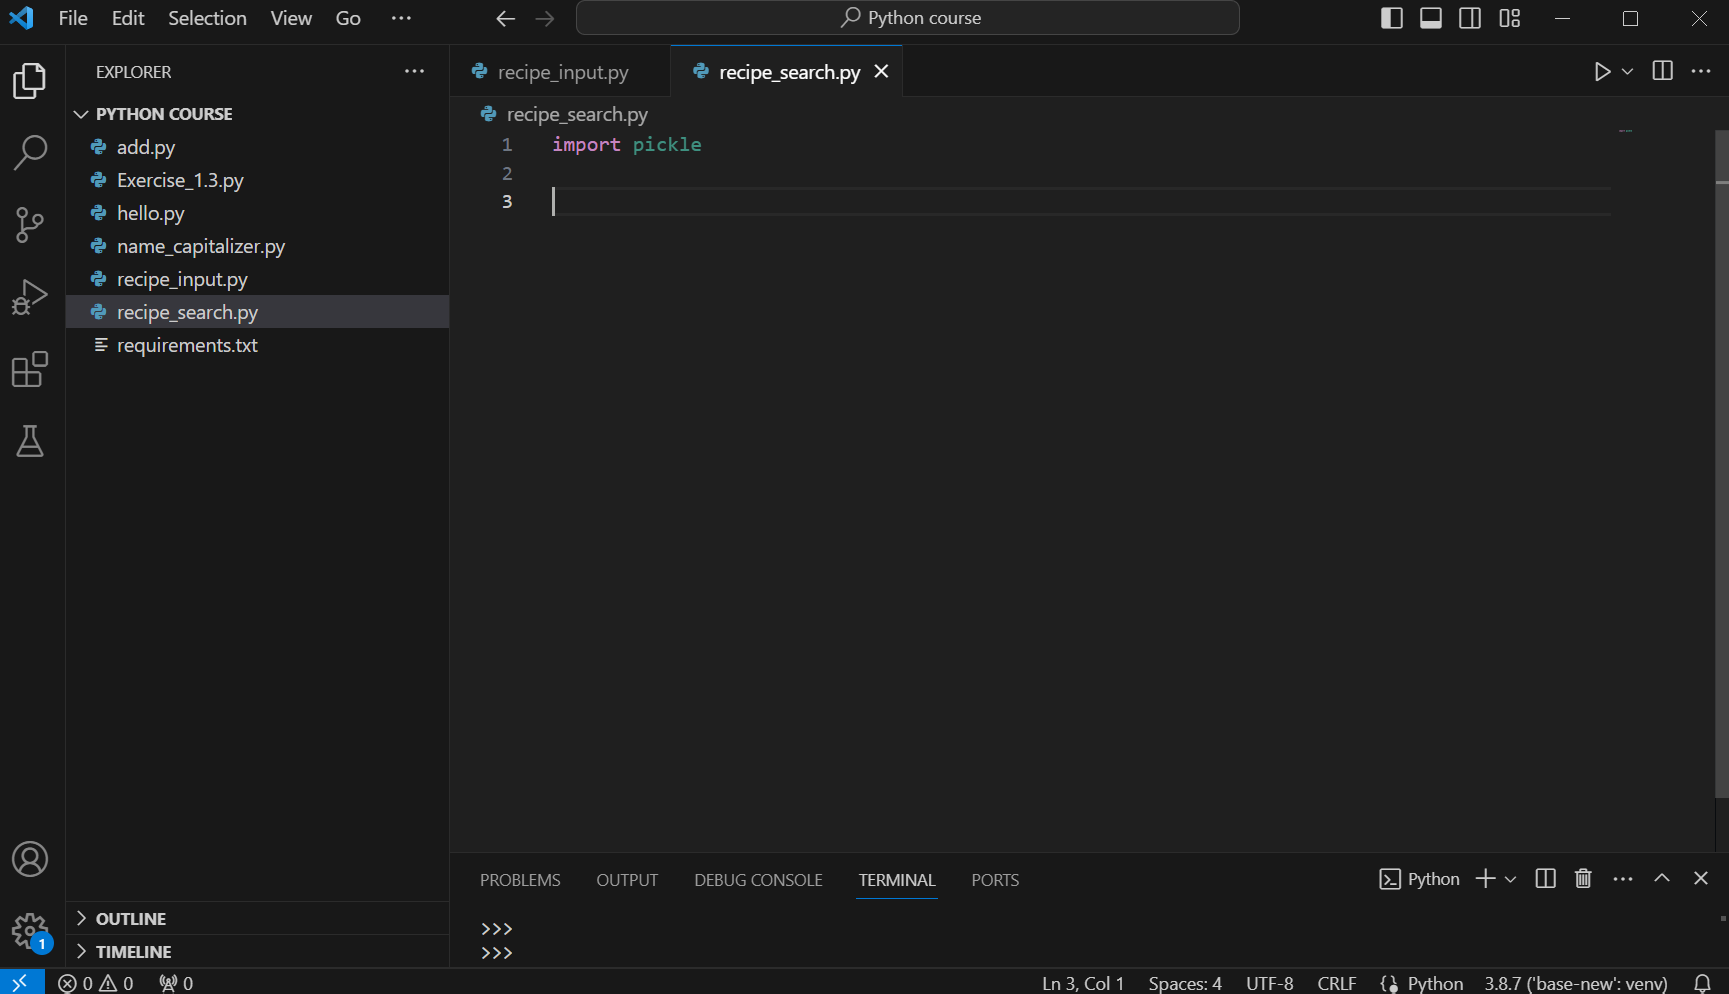 File Edit Selection View Go ···
Python course
EXPLORER ···
PYTHON COURSE
add.py
Exercise_1.3.py
hello.py
name_capitalizer.py
recipe_input.py
recipe_search.py
requirements.txt
OUTLINE
TIMELINE
recipe_input.py recipe_search.py
recipe_search.py
1 import pickle
2
3
PROBLEMS OUTPUT DEBUG CONSOLE TERMINAL PORTS
Python
>>>
>>>
1
0 0 0
Ln 3, Col 1 Spaces: 4 UTF-8 CRLF Python 3.8.7 ('base-new': venv)